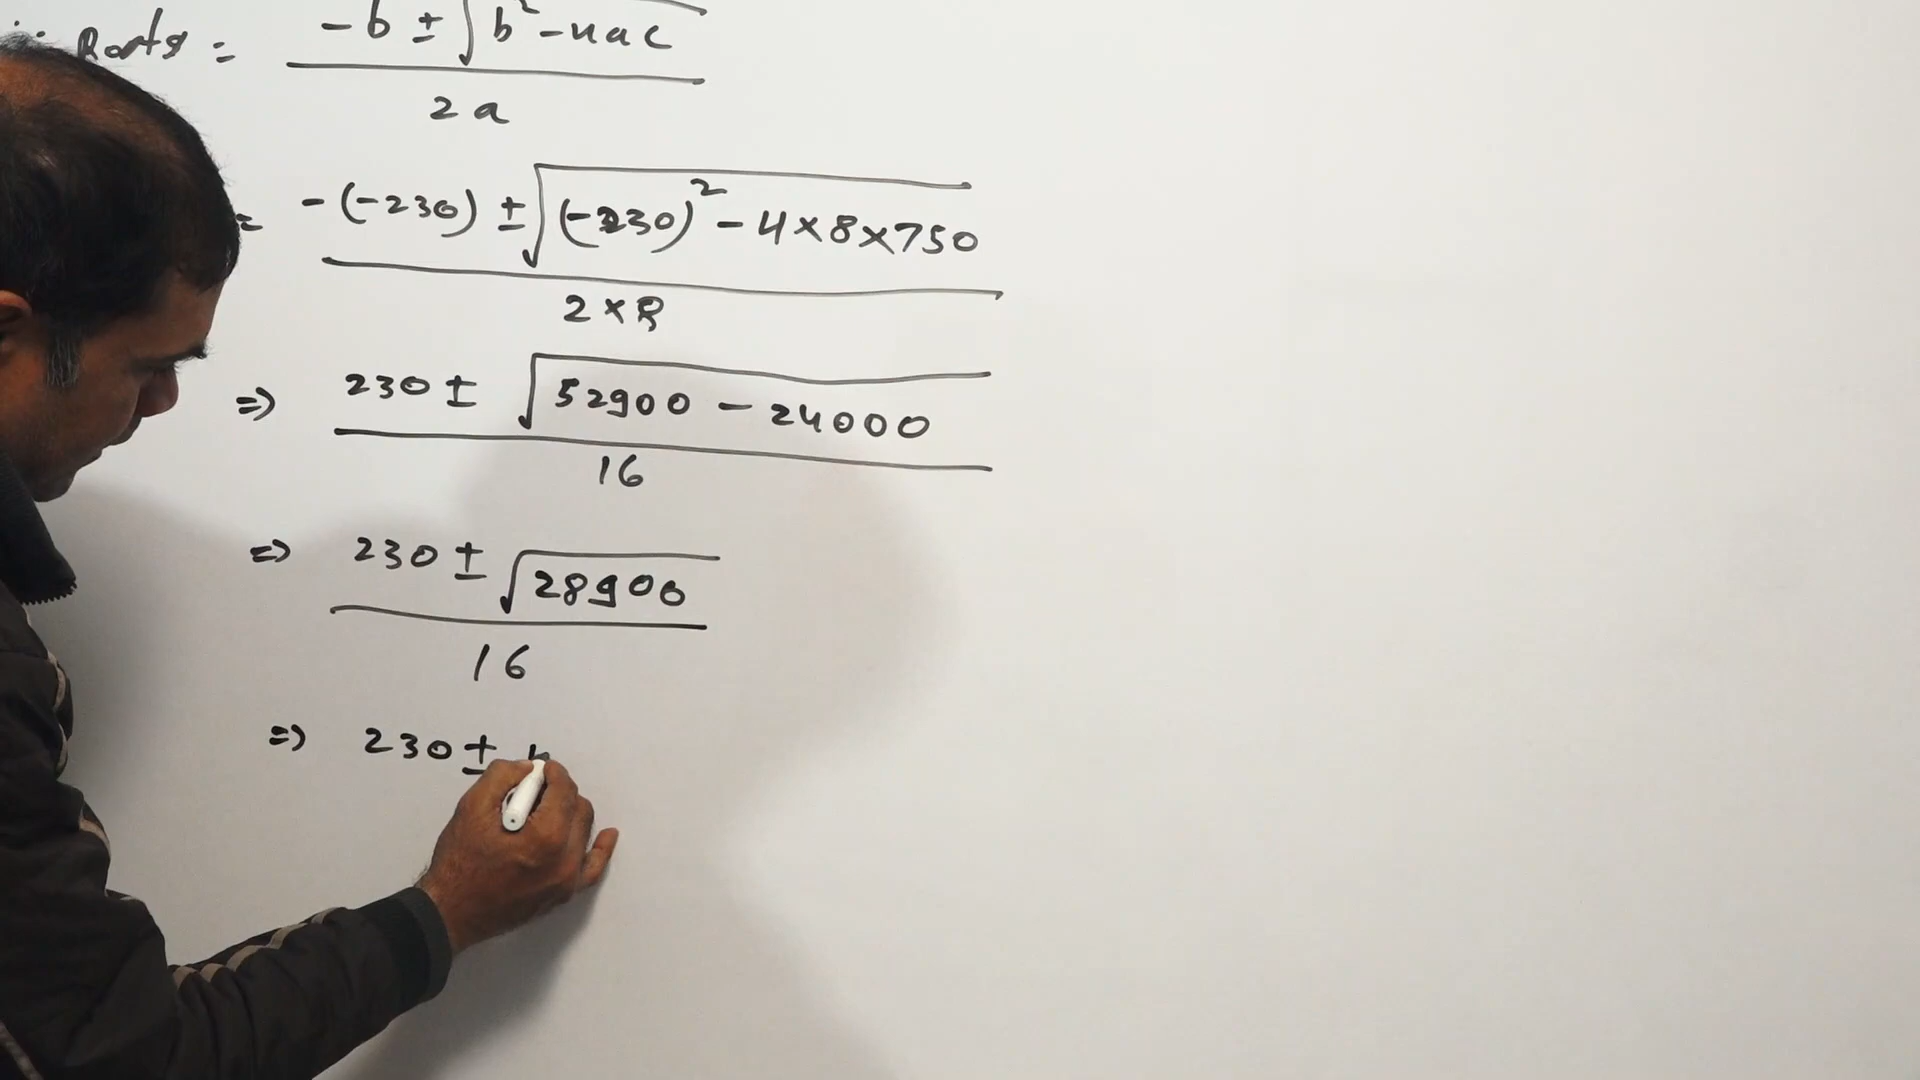 ∴ Roots = (-b ± √(b² - 4ac)) / 2a
= (-(-230) ± √((-230)² - 4×8×750)) / 2×8
⇒ (230 ± √(52900 - 24000)) / 16
⇒ (230 ± √28900) / 16
⇒ 230 ±